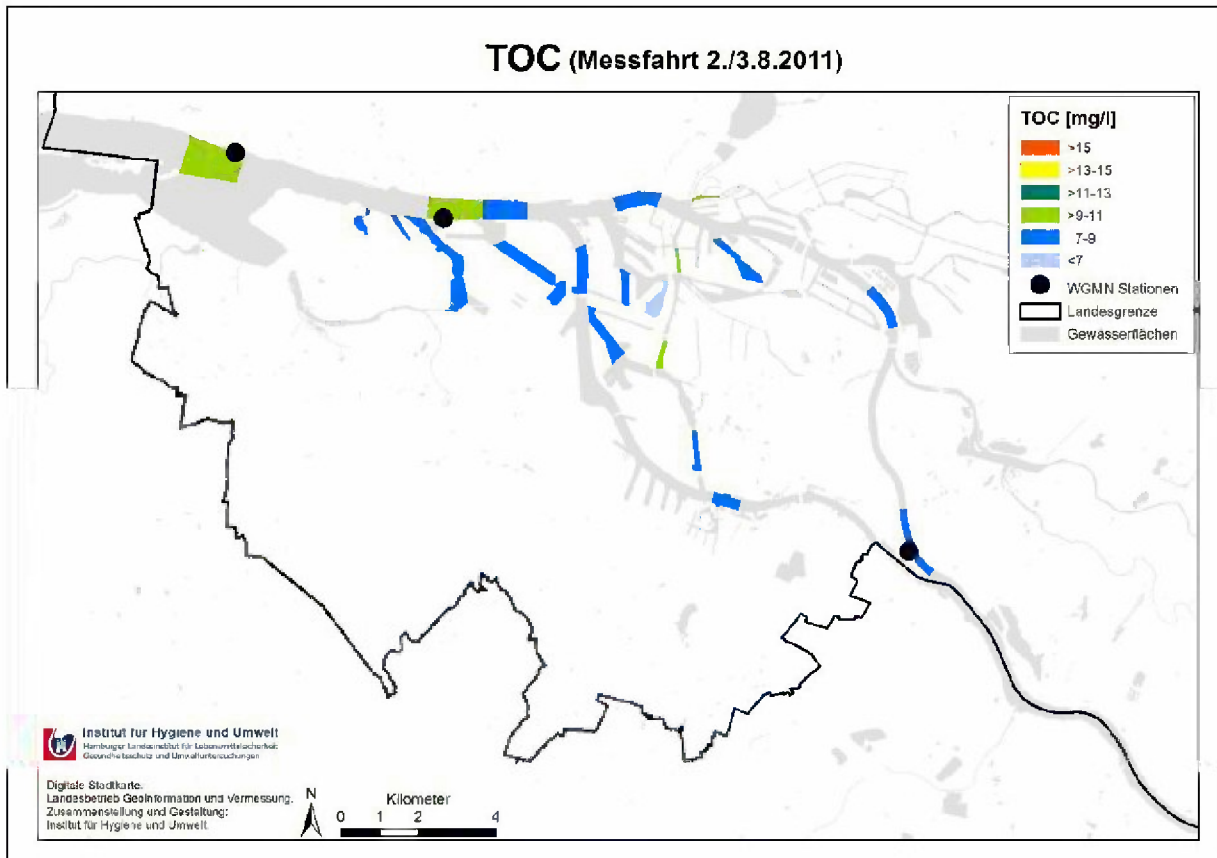 TOC (Messfahrt 2./3.8.2011)
TOC [mg/l]
>15
>13-15
>11-13
>9-11
7-9
<7
WGMN Stationen
Landesgrenze
Gewässerflächen
Institut für Hygiene und Umwelt
Hamburger Landesinstitut für Lebensmittelsicherheit
Gesundheitsschutz und Umweltuntersuchungen
Digitale Stadtkarte:
Landesbetrieb Geoinformation und Vermessung.
Zusammenstellung und Gestaltung:
Institut für Hygiene und Umwelt
N
Kilometer
0 1 2 4